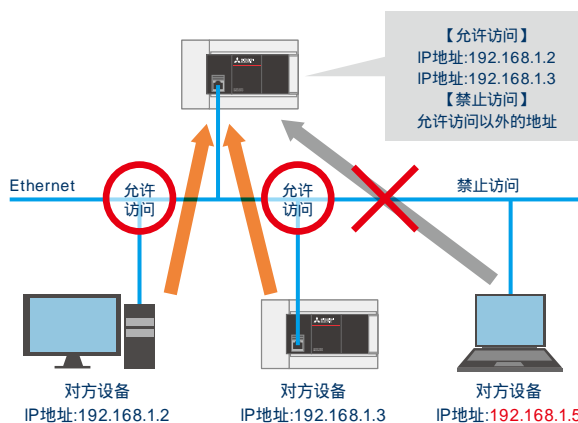 【允许访问】
IP地址:192.168.1.2
IP地址:192.168.1.3
【禁止访问】
允许访问以外的地址
Ethernet
允许
访问
允许
访问
禁止访问
对方设备
IP地址:192.168.1.2
对方设备
IP地址:192.168.1.3
对方设备
IP地址:192.168.1.5